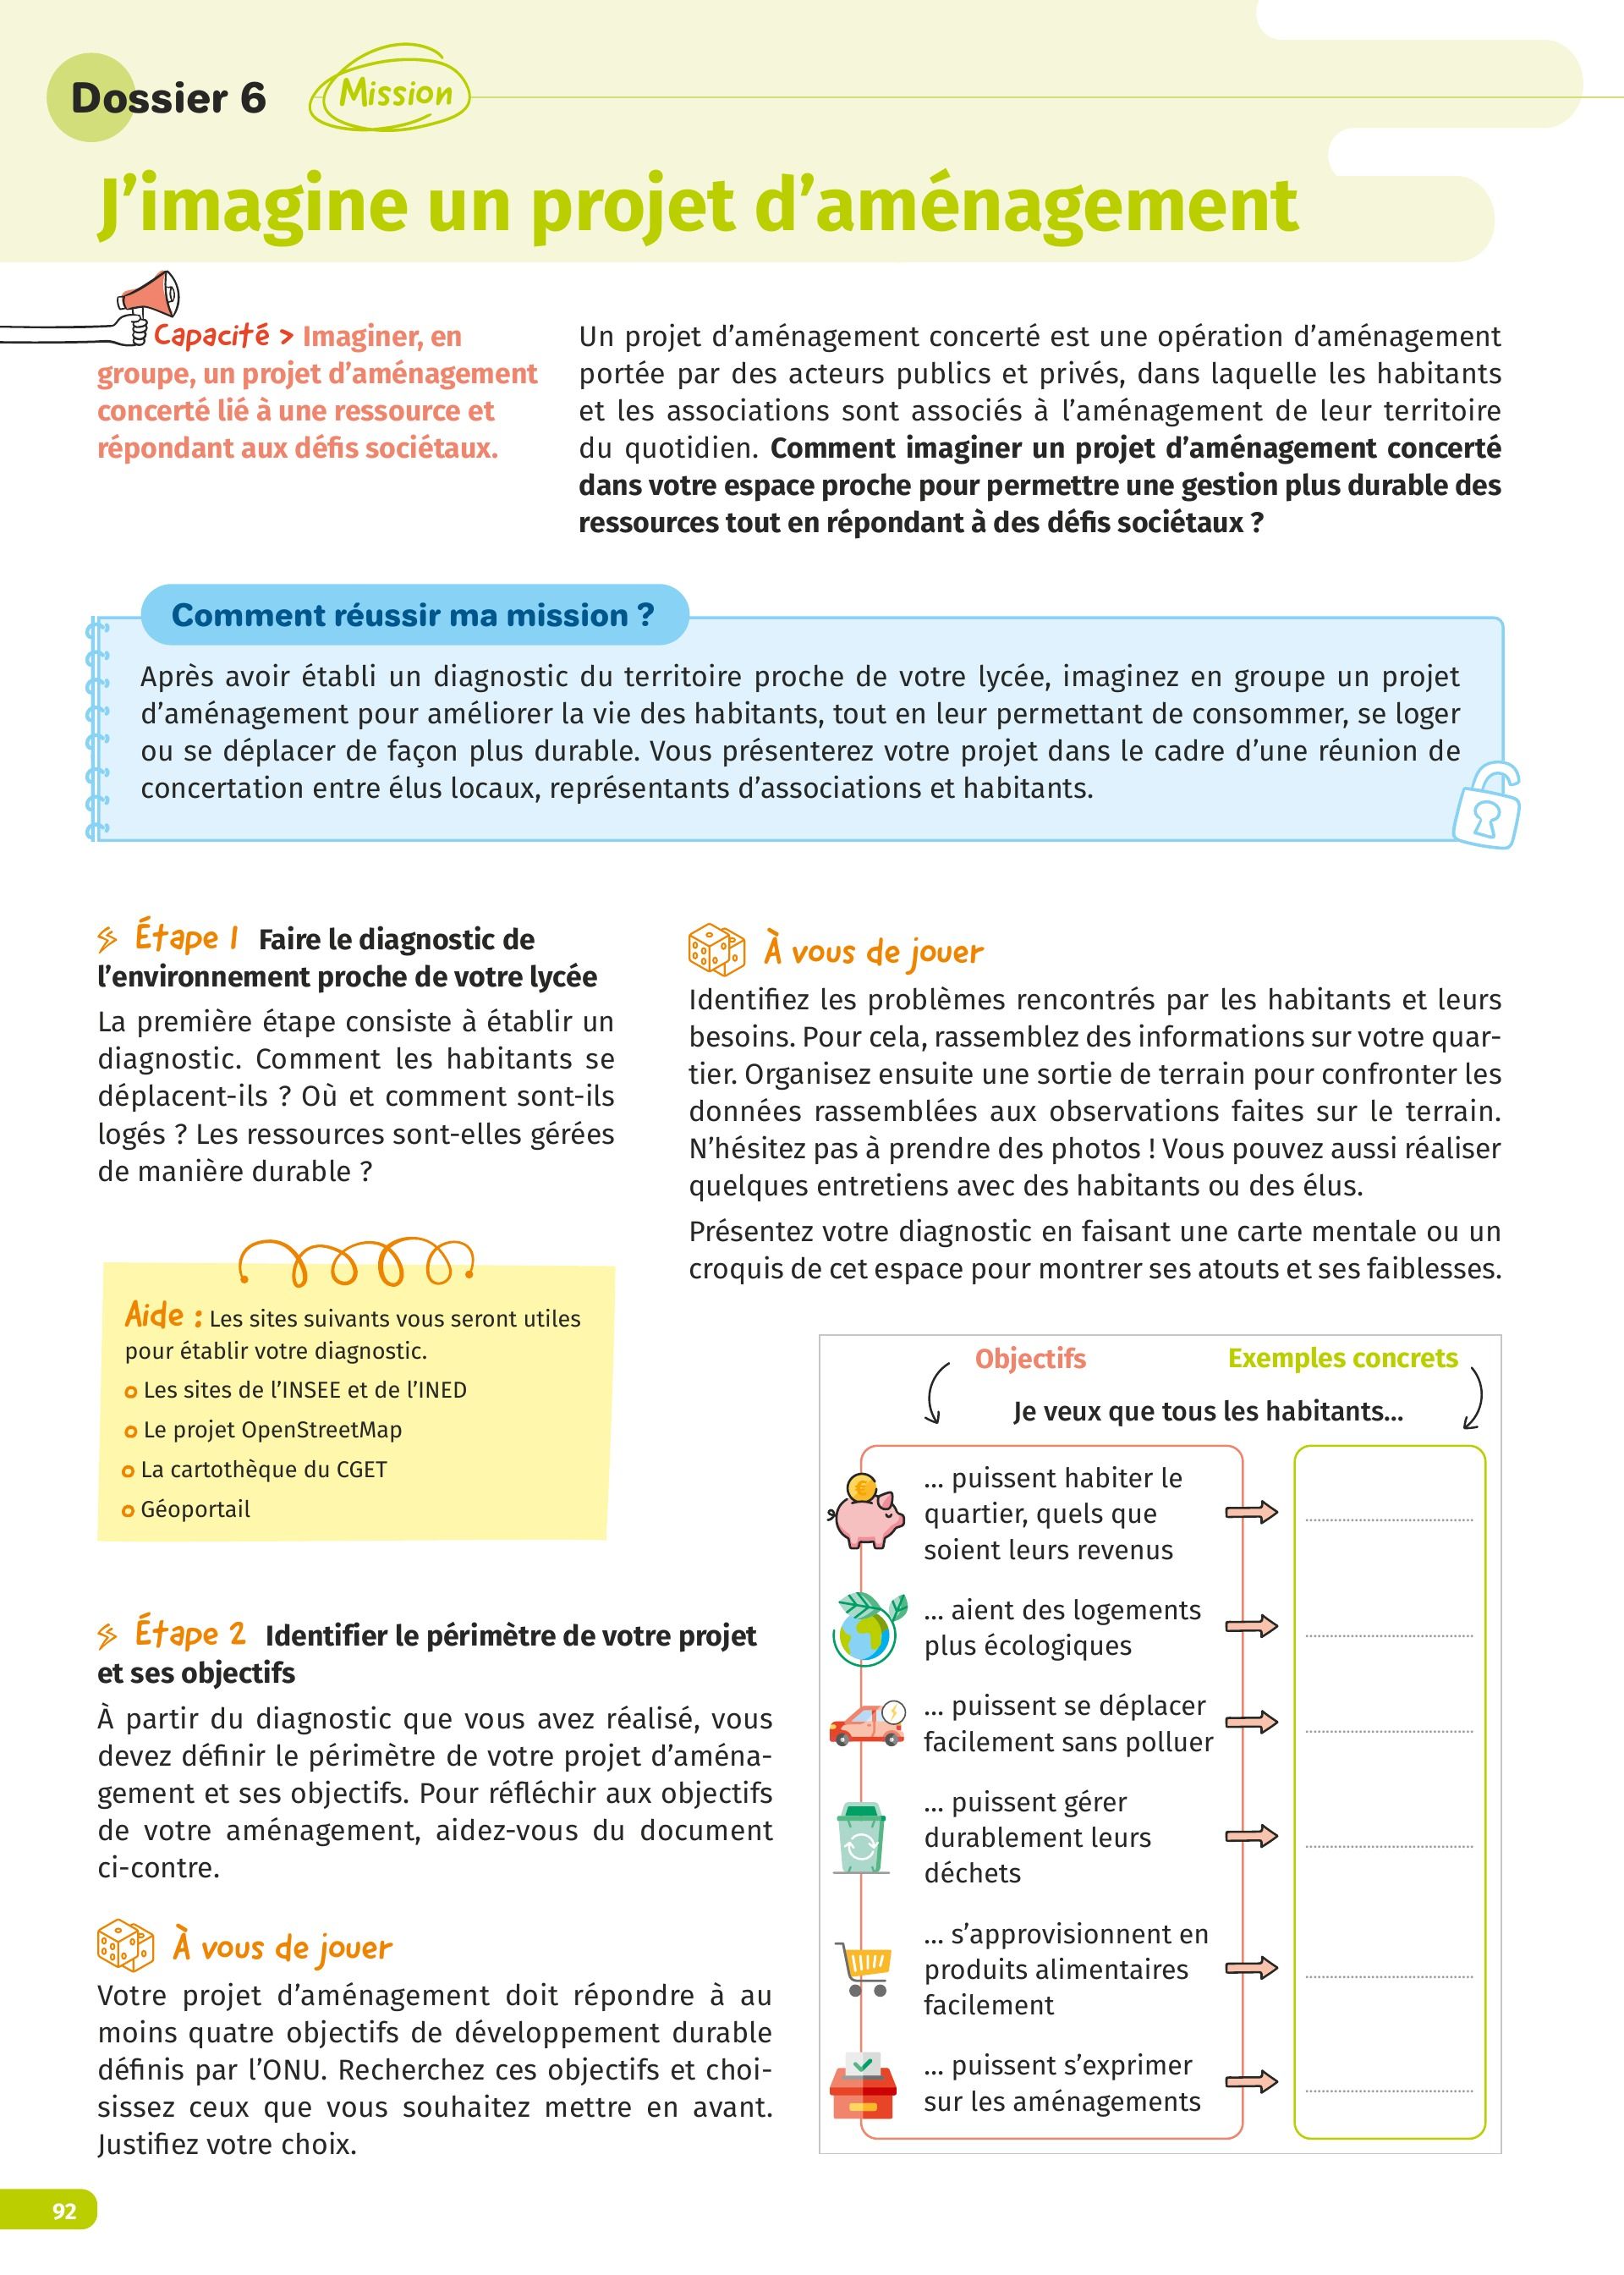 Dossier 6
Mission
J’imagine un projet d’aménagement
Capacité > Imaginer, en
groupe, un projet d’aménagement
concerté lié à une ressource et
répondant aux défis sociétaux.
Un projet d’aménagement concerté est une opération d’aménagement
portée par des acteurs publics et privés, dans laquelle les habitants
et les associations sont associés à l’aménagement de leur territoire
du quotidien. Comment imaginer un projet d’aménagement concerté
dans votre espace proche pour permettre une gestion plus durable des
ressources tout en répondant à des défis sociétaux ?
Comment réussir ma mission ?
Après avoir établi un diagnostic du territoire proche de votre lycée, imaginez en groupe un projet
d’aménagement pour améliorer la vie des habitants, tout en leur permettant de consommer, se loger
ou se déplacer de façon plus durable. Vous présenterez votre projet dans le cadre d’une réunion de
concertation entre élus locaux, représentants d’associations et habitants.
Étape 1 Faire le diagnostic de
l’environnement proche de votre lycée
La première étape consiste à établir un
diagnostic. Comment les habitants se
déplacent-ils ? Où et comment sont-ils
logés ? Les ressources sont-elles gérées
de manière durable ?
Aide : Les sites suivants vous seront utiles
pour établir votre diagnostic.
Les sites de l’INSEE et de l’INED
Le projet OpenStreetMap
La cartothèque du CGET
Géoportail
À vous de jouer
Identifiez les problèmes rencontrés par les habitants et leurs
besoins. Pour cela, rassemblez des informations sur votre quar-
tier. Organisez ensuite une sortie de terrain pour confronter les
données rassemblées aux observations faites sur le terrain.
N’hésitez pas à prendre des photos ! Vous pouvez aussi réaliser
quelques entretiens avec des habitants ou des élus.
Présentez votre diagnostic en faisant une carte mentale ou un
croquis de cet espace pour montrer ses atouts et ses faiblesses.
Étape 2 Identifier le périmètre de votre projet
et ses objectifs
À partir du diagnostic que vous avez réalisé, vous
devez définir le périmètre de votre projet d’aména-
gement et ses objectifs. Pour réfléchir aux objectifs
de votre aménagement, aidez-vous du document
ci-contre.
À vous de jouer
Votre projet d’aménagement doit répondre à au
moins quatre objectifs de développement durable
définis par l’ONU. Recherchez ces objectifs et choi-
sissez ceux que vous souhaitez mettre en avant.
Justifiez votre choix.
Objectifs
Exemples concrets
Je veux que tous les habitants...
... puissent habiter le
quartier, quels que
soient leurs revenus
... aient des logements
plus écologiques
... puissent se déplacer
facilement sans polluer
... puissent gérer
durablement leurs
déchets
... s’approvisionnent en
produits alimentaires
facilement
... puissent s’exprimer
sur les aménagements
92